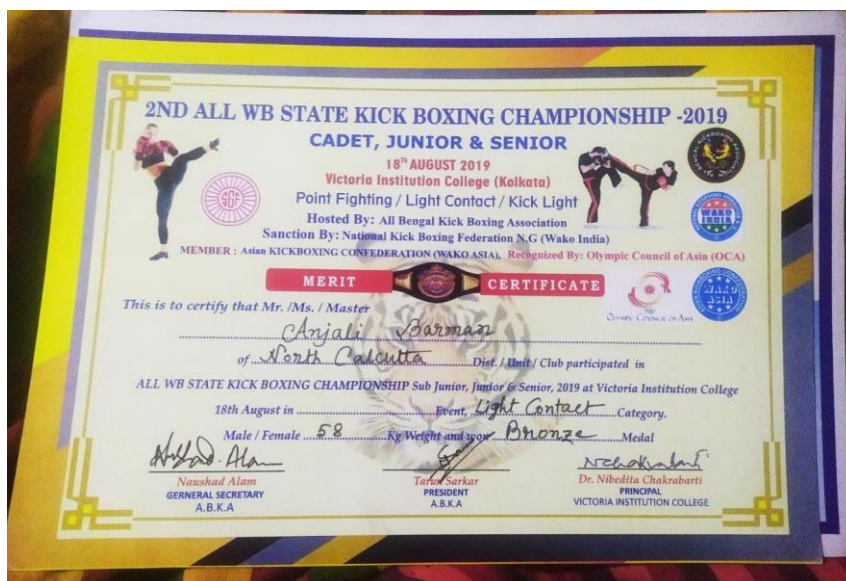 2ND ALL WB STATE KICK BOXING CHAMPIONSHIP -2019
CADET, JUNIOR & SENIOR
18th AUGUST 2019
Victoria Institution College (Kolkata)
Point Fighting / Light Contact / Kick Light
Hosted By: All Bengal Kick Boxing Association
Sanction By: National Kick Boxing Federation N.G (Wako India)
MEMBER : Asian KICKBOXING CONFEDERATION (WAKO ASIA), Recognized By: Olympic Council of Asia (OCA)
SGF
WAKO INDIA
MERIT CERTIFICATE
OLYMPIC COUNCIL OF ASIA
WAKO ASIA
This is to certify that Mr. /Ms. / Master
Anjali Barman
of North Calcutta Dist. / Unit / Club participated in
ALL WB STATE KICK BOXING CHAMPIONSHIP Sub Junior, Junior & Senior, 2019 at Victoria Institution College
18th August in Event, Light Contact Category.
Male / Female 58 Kg Weight and won Bronze Medal
Naushad Alam
GERNERAL SECRETARY
A.B.K.A
Tarun Sarkar
PRESIDENT
A.B.K.A
Dr. Nibedita Chakrabarti
PRINCIPAL
VICTORIA INSTITUTION COLLEGE